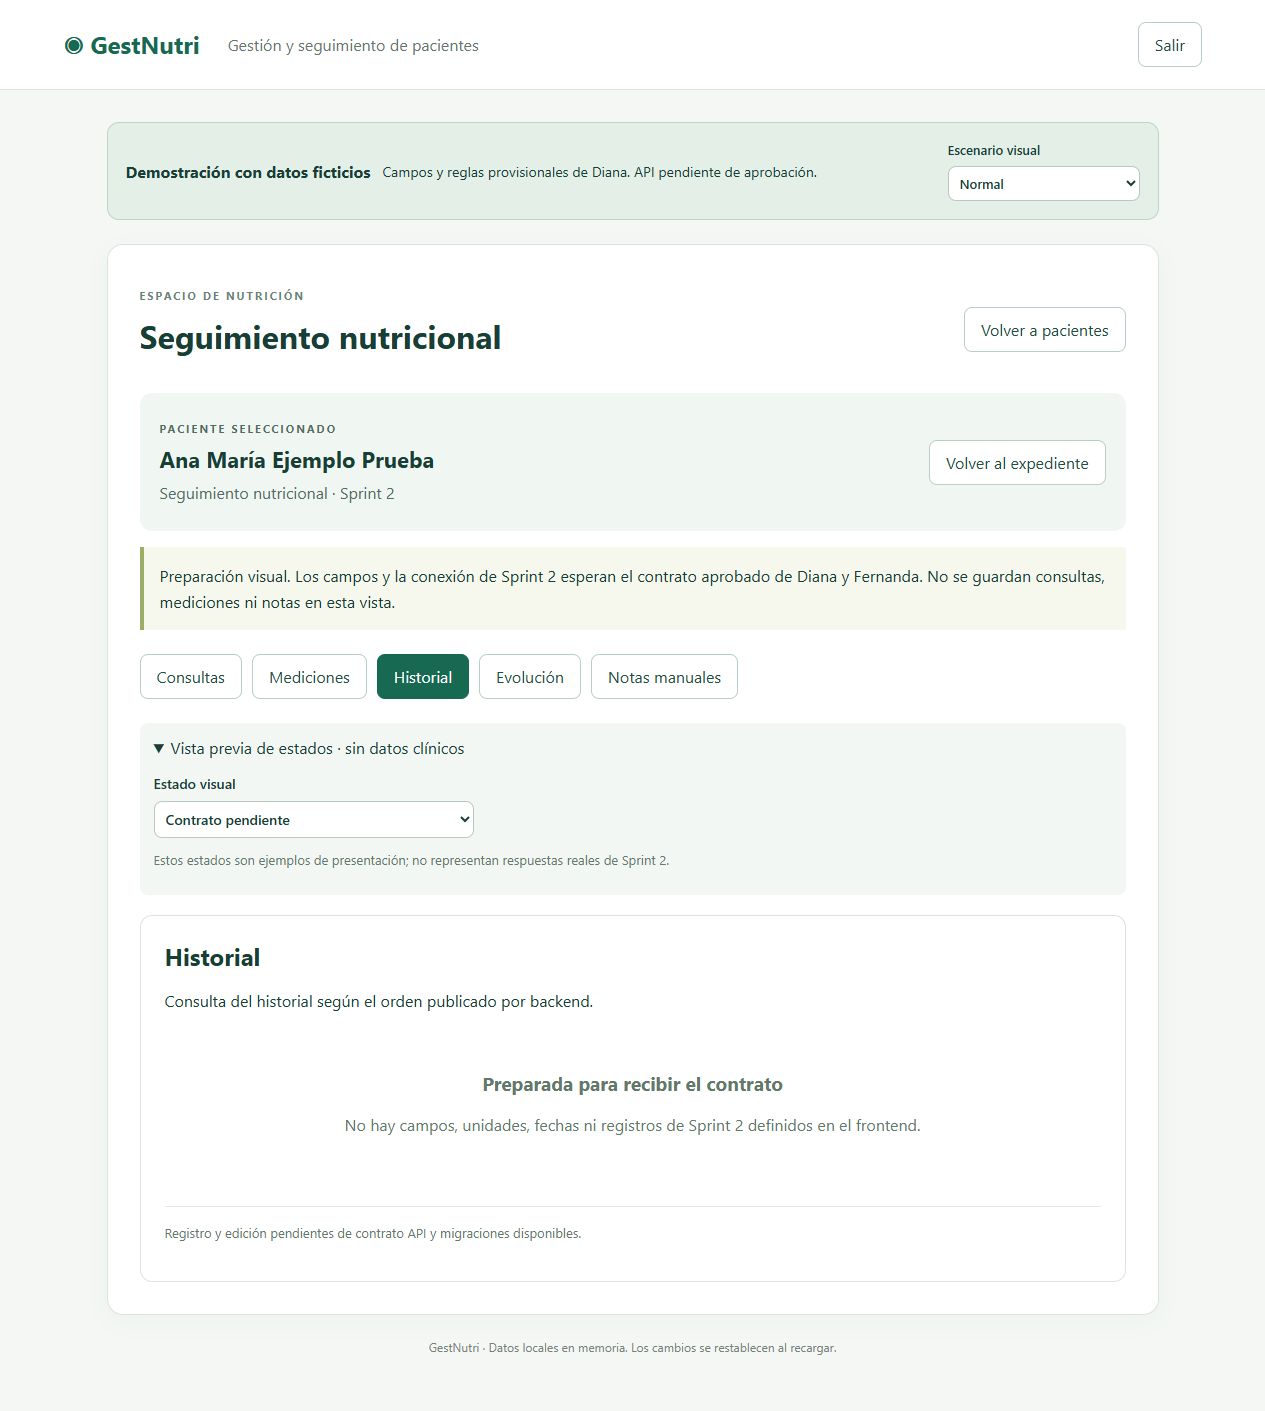 GestNutri
Gestión y seguimiento de pacientes
Salir
Demostración con datos ficticios
Campos y reglas provisionales de Diana. API pendiente de aprobación.
Escenario visual
Normal
ESPACIO DE NUTRICIÓN
Seguimiento nutricional
Volver a pacientes
PACIENTE SELECCIONADO
Ana María Ejemplo Prueba
Seguimiento nutricional · Sprint 2
Volver al expediente
Preparación visual. Los campos y la conexión de Sprint 2 esperan el contrato aprobado de Diana y Fernanda. No se guardan consultas,
mediciones ni notas en esta vista.
Consultas
Mediciones
Historial
Evolución
Notas manuales
Vista previa de estados · sin datos clínicos
Estado visual
Contrato pendiente
Estos estados son ejemplos de presentación; no representan respuestas reales de Sprint 2.
Historial
Consulta del historial según el orden publicado por backend.
Preparada para recibir el contrato
No hay campos, unidades, fechas ni registros de Sprint 2 definidos en el frontend.
Registro y edición pendientes de contrato API y migraciones disponibles.
GestNutri · Datos locales en memoria. Los cambios se restablecen al recargar.